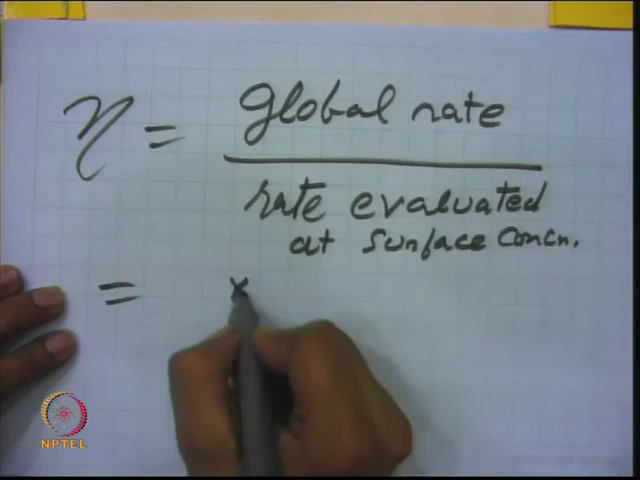 η = global rate
rate evaluated
at surface concn.
=
NPTEL